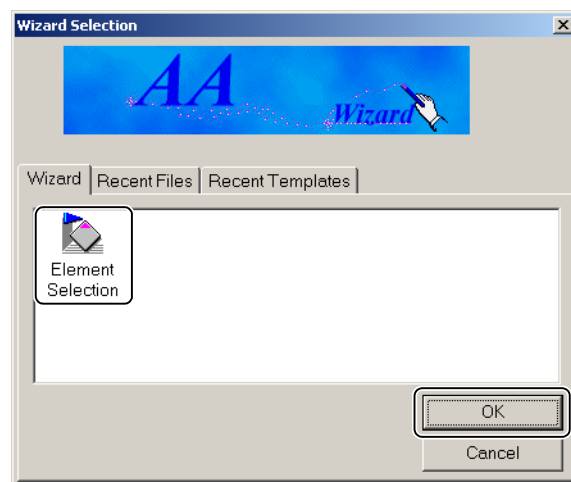 Wizard Selection
AA
Wizard
Wizard Recent Files Recent Templates
Element
Selection
OK
Cancel